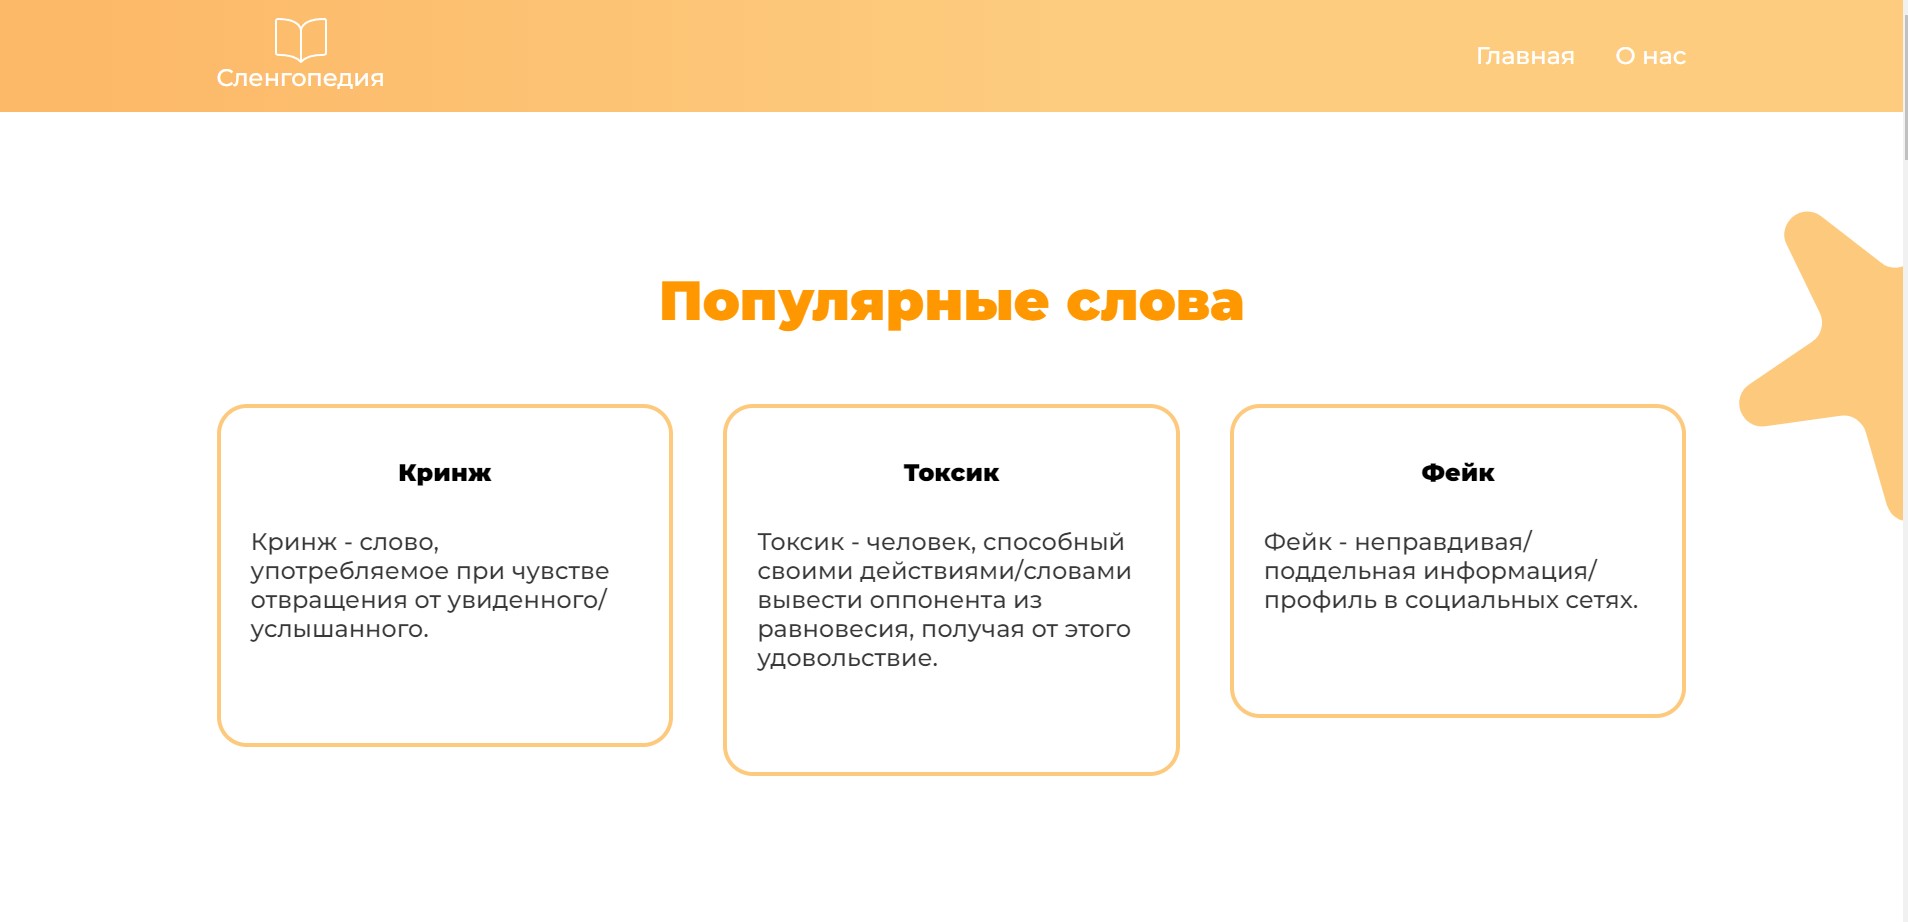 Сленгопедия
Главная
О нас
Популярные слова
Кринж
Кринж - слово,
употребляемое при чувстве
отвращения от увиденного/
услышанного.
Токсик
Токсик - человек, способный
своими действиями/словами
вывести оппонента из
равновесия, получая от этого
удовольствие.
Фейк
Фейк - неправдивая/
поддельная информация/
профиль в социальных сетях.